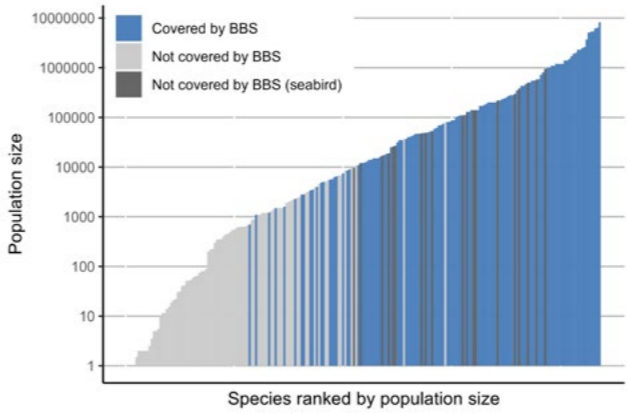 Covered by BBS
Not covered by BBS
Not covered by BBS (seabird)
10000000
1000000
100000
10000
1000
100
10
1
Population size
Species ranked by population size